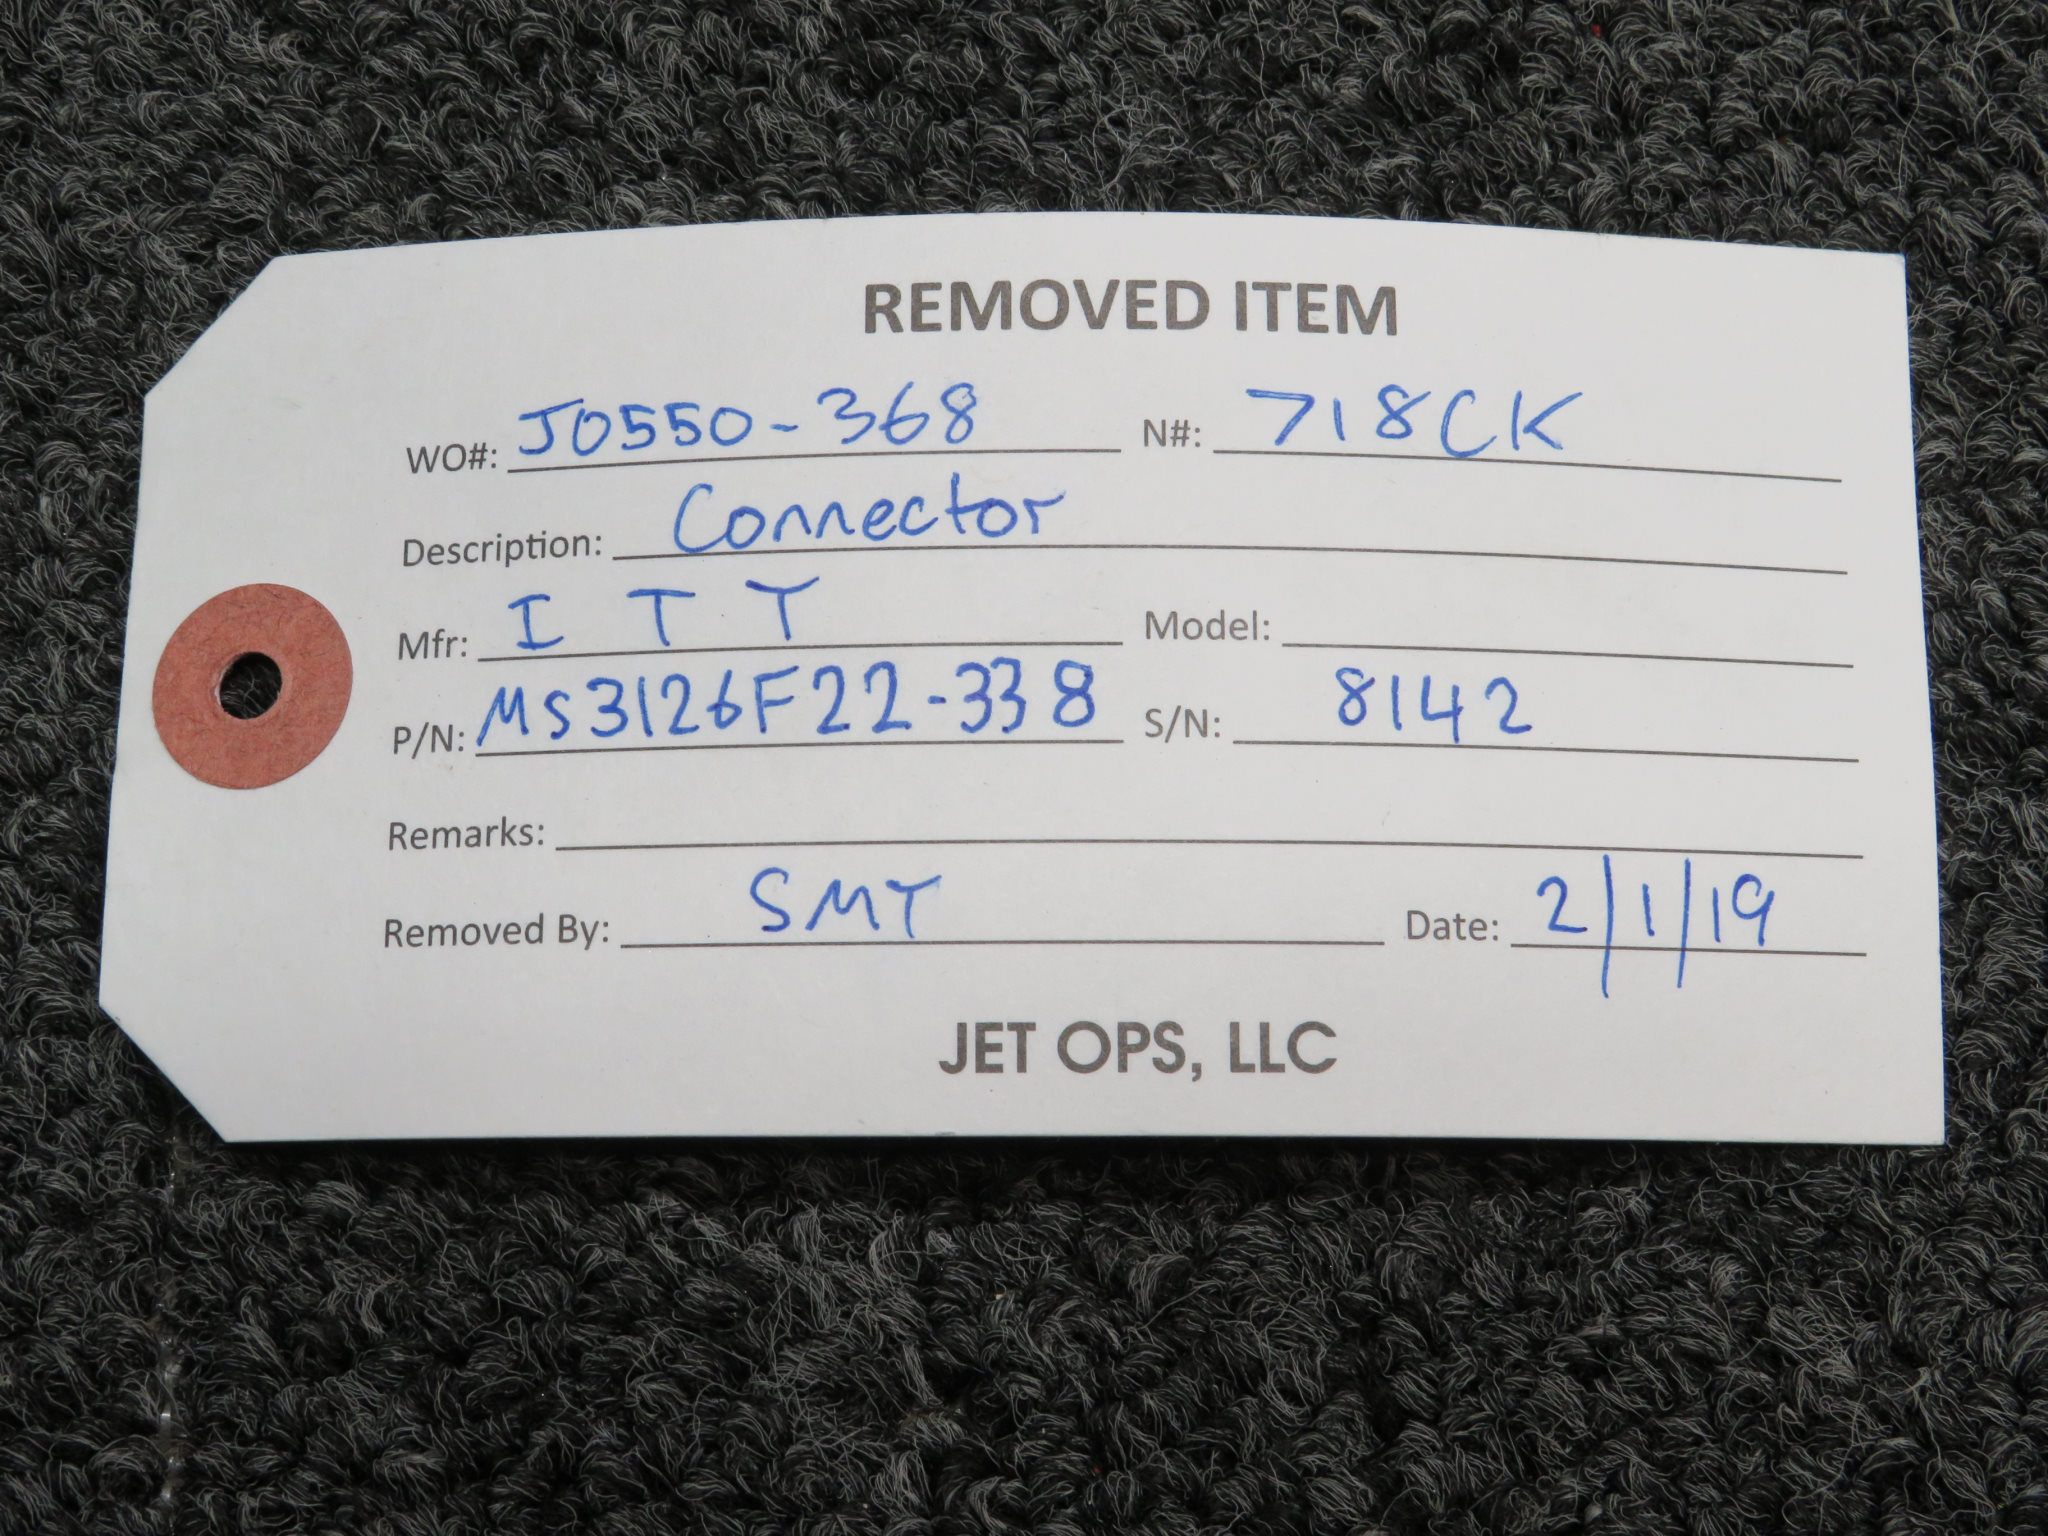 REMOVED ITEM
WO#: JO550-368 N#: 718CK
Description: Connector
Mfr: I T T Model:
P/N: MS3126F22-338 S/N: 8142
Remarks:
Removed By: SMT Date: 2/1/19
JET OPS, LLC